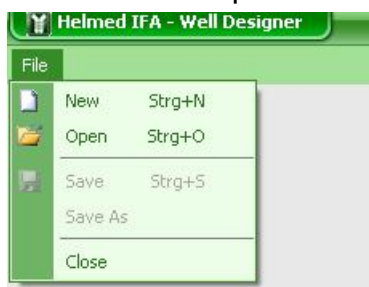 Helmed IFA - Well Designer
File
New Strg+N
Open Strg+O
Save Strg+S
Save As
Close